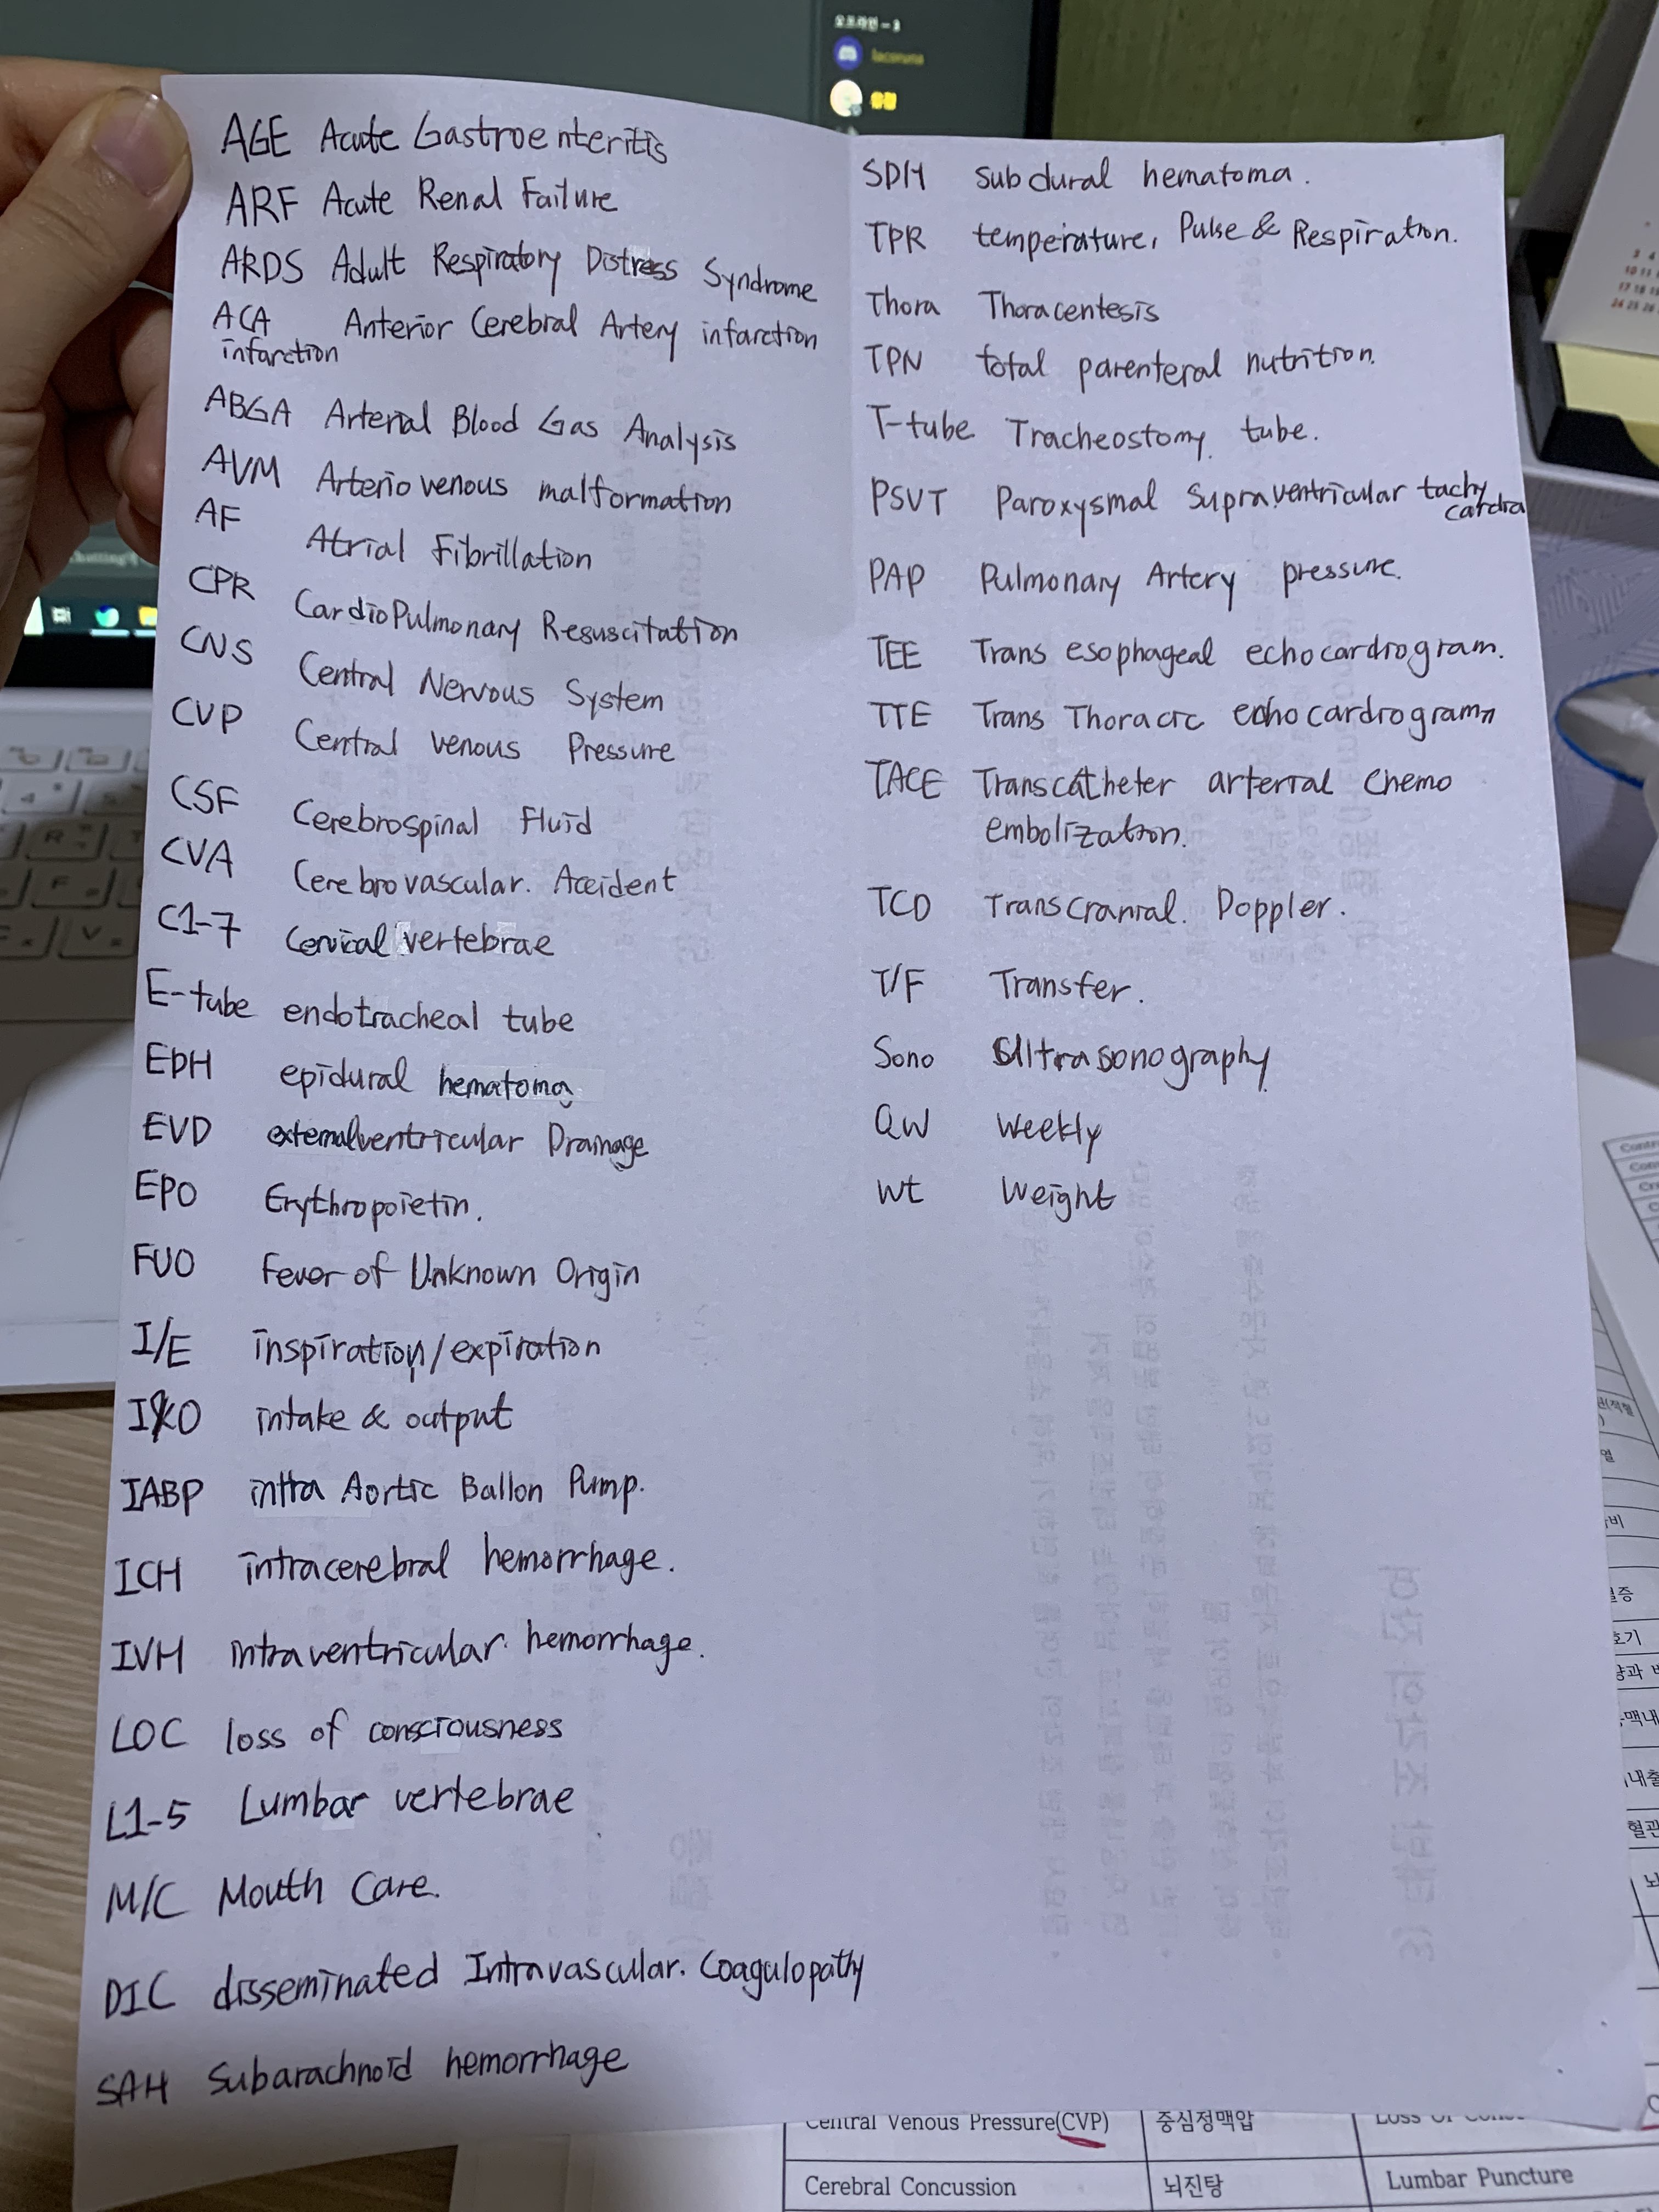 AGE Acute Gastroenteritis
ARF Acute Renal Failure
ARDS Adult Respiratory Distress Syndrome
ACA infarction Anterior Cerebral Artery infarction
ABGA Arterial Blood Gas Analysis
AVM Arteriovenous malformation
AF Atrial Fibrillation
CPR CardioPulmonary Resuscitation
CNS Central Nervous System
CVP Central venous Pressure
CSF Cerebrospinal Fluid
CVA Cerebrovascular. Accident
C1-7 Cervical vertebrae
E-tube endotracheal tube
EDH epidural hematoma
EVD externalventricular Drainage
EPO Erythropoietin.
FUO Fever of Unknown Origin
I/E inspiration/expiration
I&O intake & output
IABP intra Aortic Ballon Pump.
ICH intracerebral hemorrhage.
IVH intraventricular hemorrhage.
LOC loss of consciousness
L1-5 Lumbar vertebrae
M/C Mouth Care.
DIC disseminated Intravascular. Coagulopathy
SAH Subarachnoid hemorrhage
SDH subdural hematoma.
TPR temperature, Pulse & Respiration.
Thora Thoracentesis
TPN total parenteral nutrition.
T-tube Tracheostomy tube.
PSVT Paroxysmal Supraventricular tachy
cardia
PAP Pulmonary Artery pressure.
TEE Trans esophageal echocardiogram.
TTE Trans Thoracic echocardiogram
TACE Transcatheter arterial chemo
embolization.
TCD Transcranial. Doppler.
T/F Transfer.
Sono Ultrasonography
QW Weekly
Wt Weight
Central Venous Pressure(CVP) 중심정맥압
Cerebral Concussion 뇌진탕 Lumbar Puncture